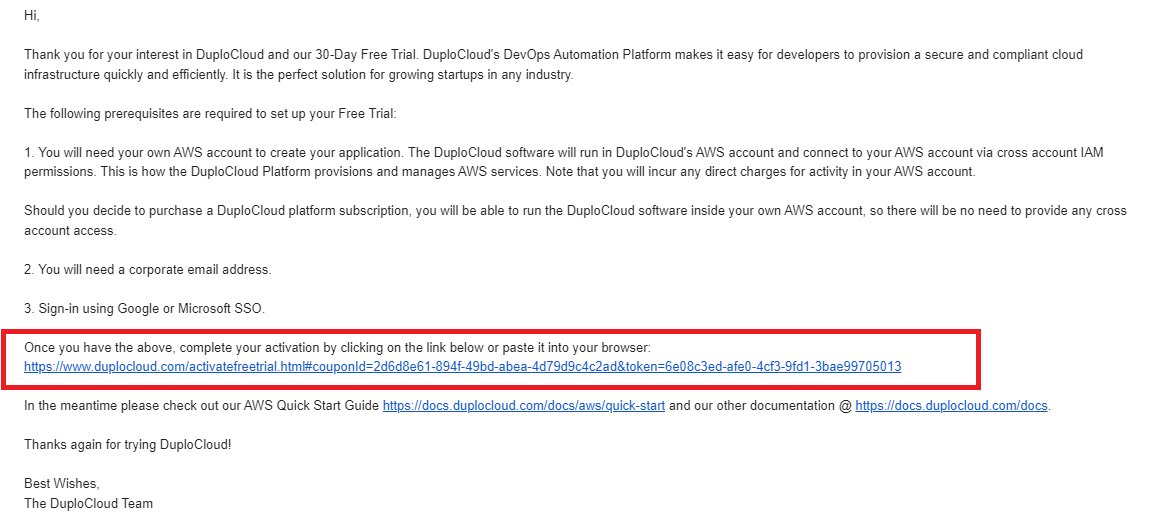 Hi,
Thank you for your interest in DuploCloud and our 30-Day Free Trial. DuploCloud's DevOps Automation Platform makes it easy for developers to provision a secure and compliant cloud
infrastructure quickly and efficiently. It is the perfect solution for growing startups in any industry.
The following prerequisites are required to set up your Free Trial:
1. You will need your own AWS account to create your application. The DuploCloud software will run in DuploCloud's AWS account and connect to your AWS account via cross account IAM
permissions. This is how the DuploCloud Platform provisions and manages AWS services. Note that you will incur any direct charges for activity in your AWS account.
Should you decide to purchase a DuploCloud platform subscription, you will be able to run the DuploCloud software inside your own AWS account, so there will be no need to provide any cross
account access.
2. You will need a corporate email address.
3. Sign-in using Google or Microsoft SSO.
Once you have the above, complete your activation by clicking on the link below or paste it into your browser:
https://www.duplocloud.com/activatefreetrial.html#couponId=2d6d8e61-894f-49bd-abea-4d79d9c4c2ad&token=6e08c3ed-afe0-4cf3-9fd1-3bae99705013
In the meantime please check out our AWS Quick Start Guide https://docs.duplocloud.com/docs/aws/quick-start and our other documentation @ https://docs.duplocloud.com/docs.
Thanks again for trying DuploCloud!
Best Wishes,
The DuploCloud Team